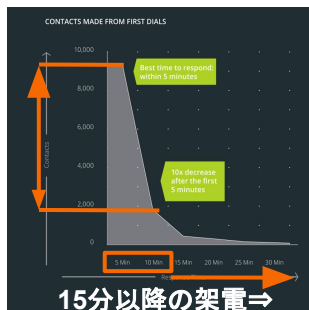 CONTACTS MADE FROM FIRST DIALS
10,000
Best time to respond:
within 5 minutes
8,000
6,000
Contacts
4,000
10x decrease
after the first
5 minutes
2,000
0
5 Min 10 Min 15 Min 20 Min 25 Min 30 Min
15分以降の架電⇒